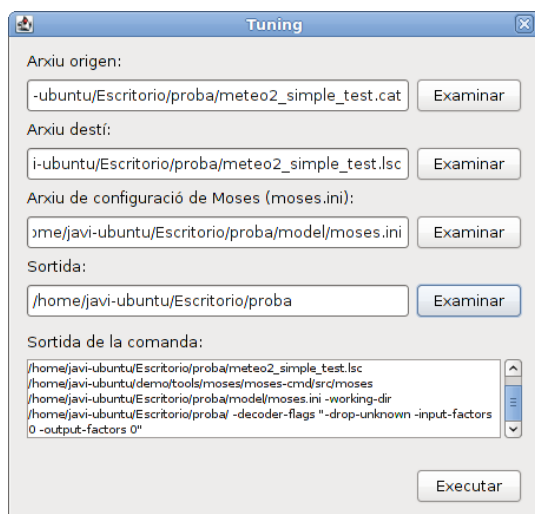 Tuning
Arxiu origen:
-ubuntu/Escritorio/proba/meteo2_simple_test.cat
Examinar
Arxiu destí:
i-ubuntu/Escritorio/proba/meteo2_simple_test.lsc
Examinar
Arxiu de configuració de Moses (moses.ini):
ome/javi-ubuntu/Escritorio/proba/model/moses.ini
Examinar
Sortida:
/home/javi-ubuntu/Escritorio/proba
Examinar
Sortida de la comanda:
/home/javi-ubuntu/Escritorio/proba/meteo2_simple_test.lsc
/home/javi-ubuntu/demo/tools/moses/moses-cmd/src/moses
/home/javi-ubuntu/Escritorio/proba/model/moses.ini -working-dir
/home/javi-ubuntu/Escritorio/proba/ -decoder-flags "-drop-unknown -input-factors
0 -output-factors 0"
Executar